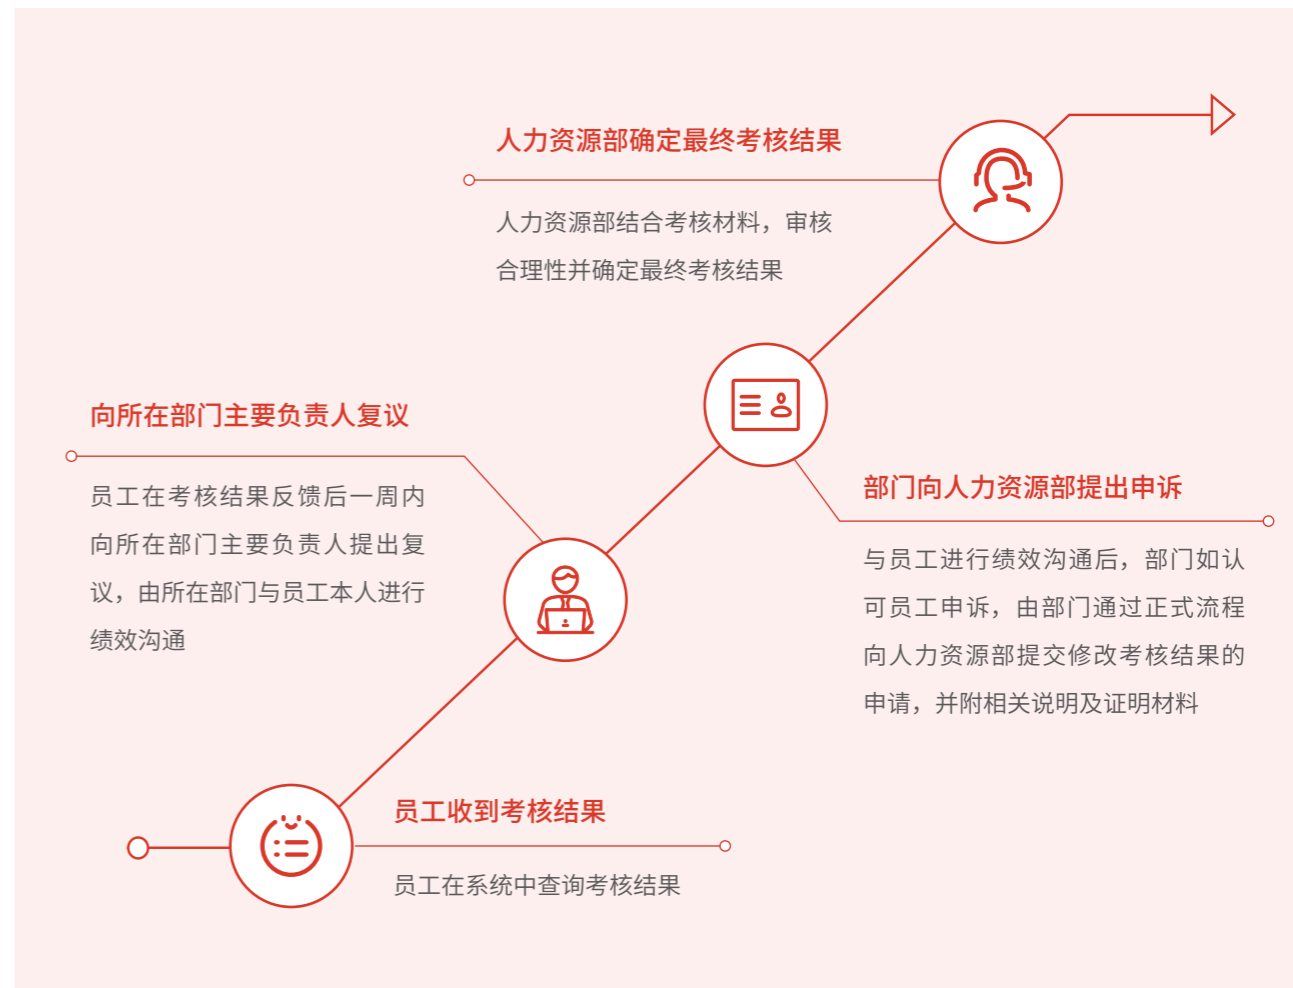 人力资源部确定最终考核结果
人力资源部结合考核材料，审核
合理性并确定最终考核结果
向所在部门主要负责人复议
员工在考核结果反馈后一周内
向所在部门主要负责人提出复
议，由所在部门与员工本人进行
绩效沟通
部门向人力资源部提出申诉
与员工进行绩效沟通后，部门如认
可员工申诉，由部门通过正式流程
向人力资源部提交修改考核结果的
申请，并附相关说明及证明材料
员工收到考核结果
员工在系统中查询考核结果